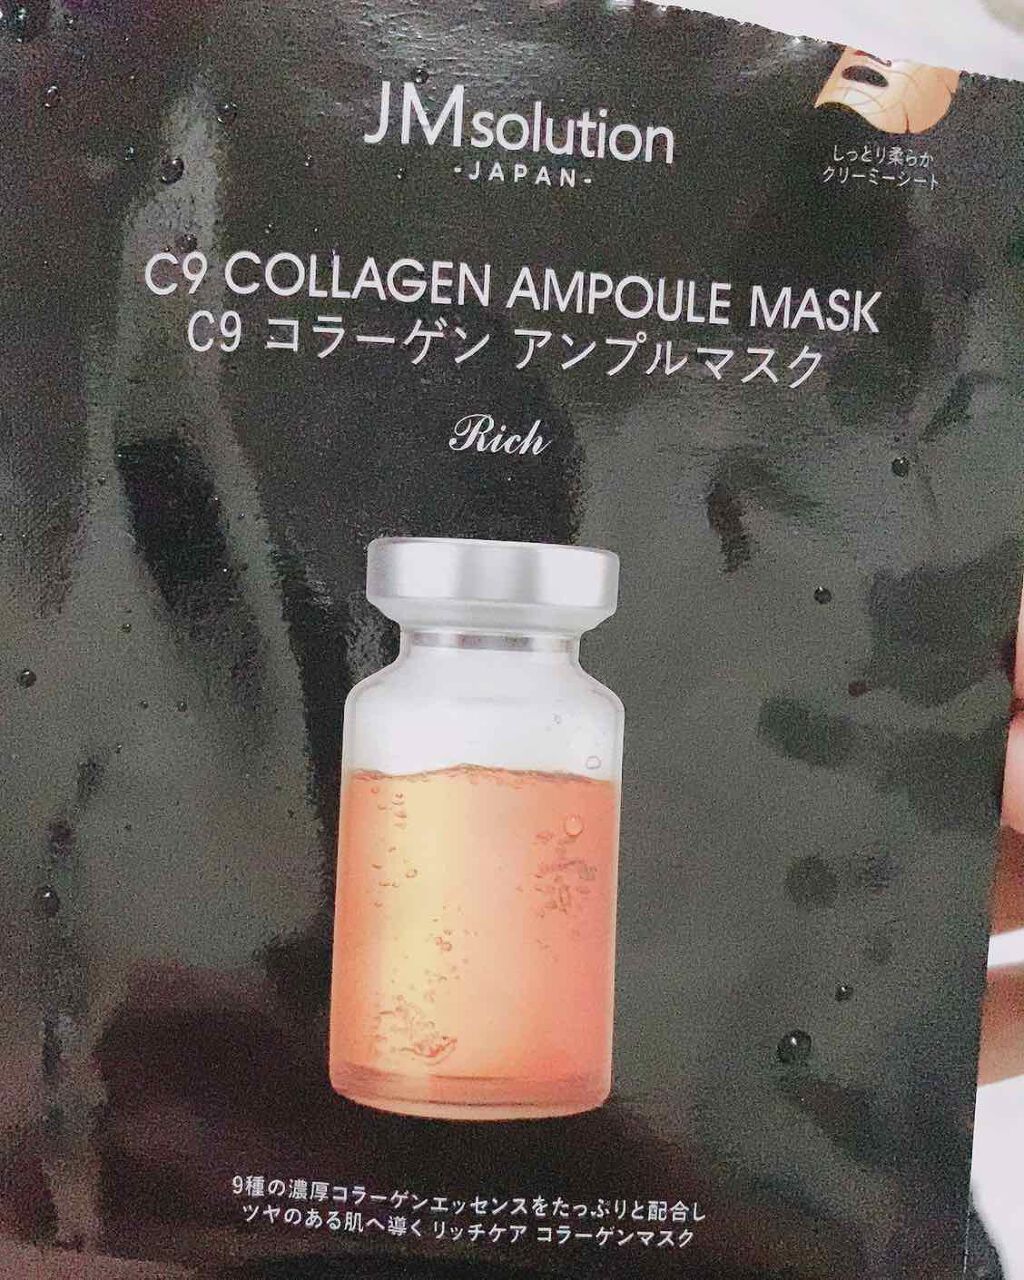 JMsolution
-JAPAN-
しっとり柔らか
クリーミーシート
C9 COLLAGEN AMPOULE MASK
C9 コラーゲン アンプルマスク
Rich
9種の濃厚コラーゲンエッセンスをたっぷりと配合し
ツヤのある肌へ導く リッチケア コラーゲンマスク